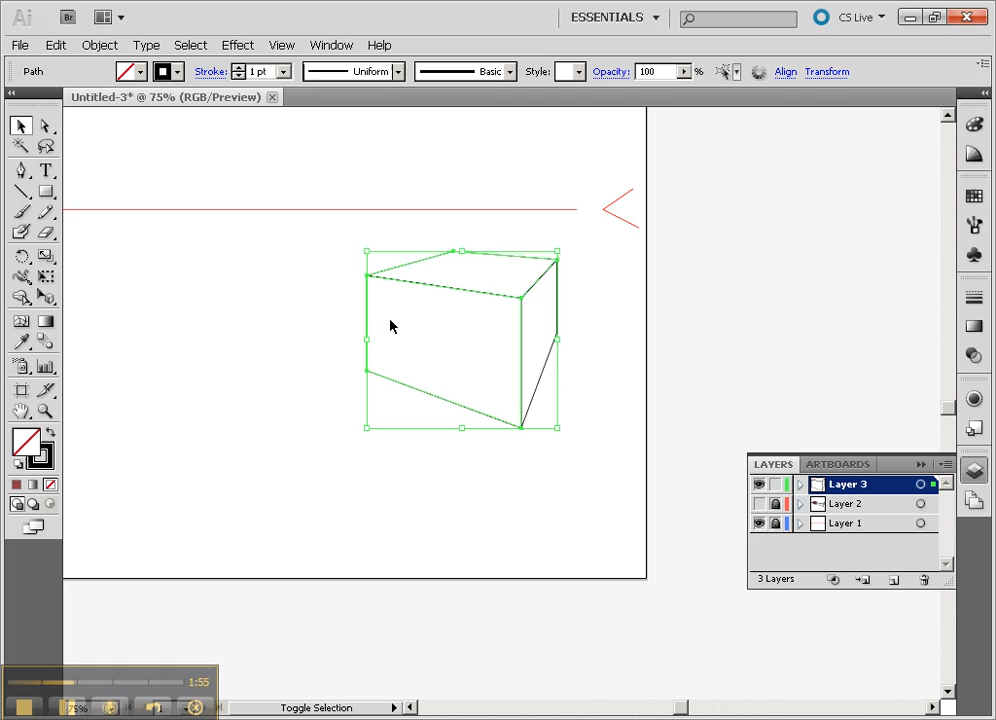 Ai Br ESSENTIALS CS Live
File Edit Object Type Select Effect View Window Help
Path Stroke: 1 pt Uniform Basic Style: Opacity: 100 % Align Transform
Untitled-3* @ 75% (RGB/Preview)
T
LAYERS ARTBOARDS
Layer 3
Layer 2
Layer 1
3 Layers
1:55
75% 1 Toggle Selection